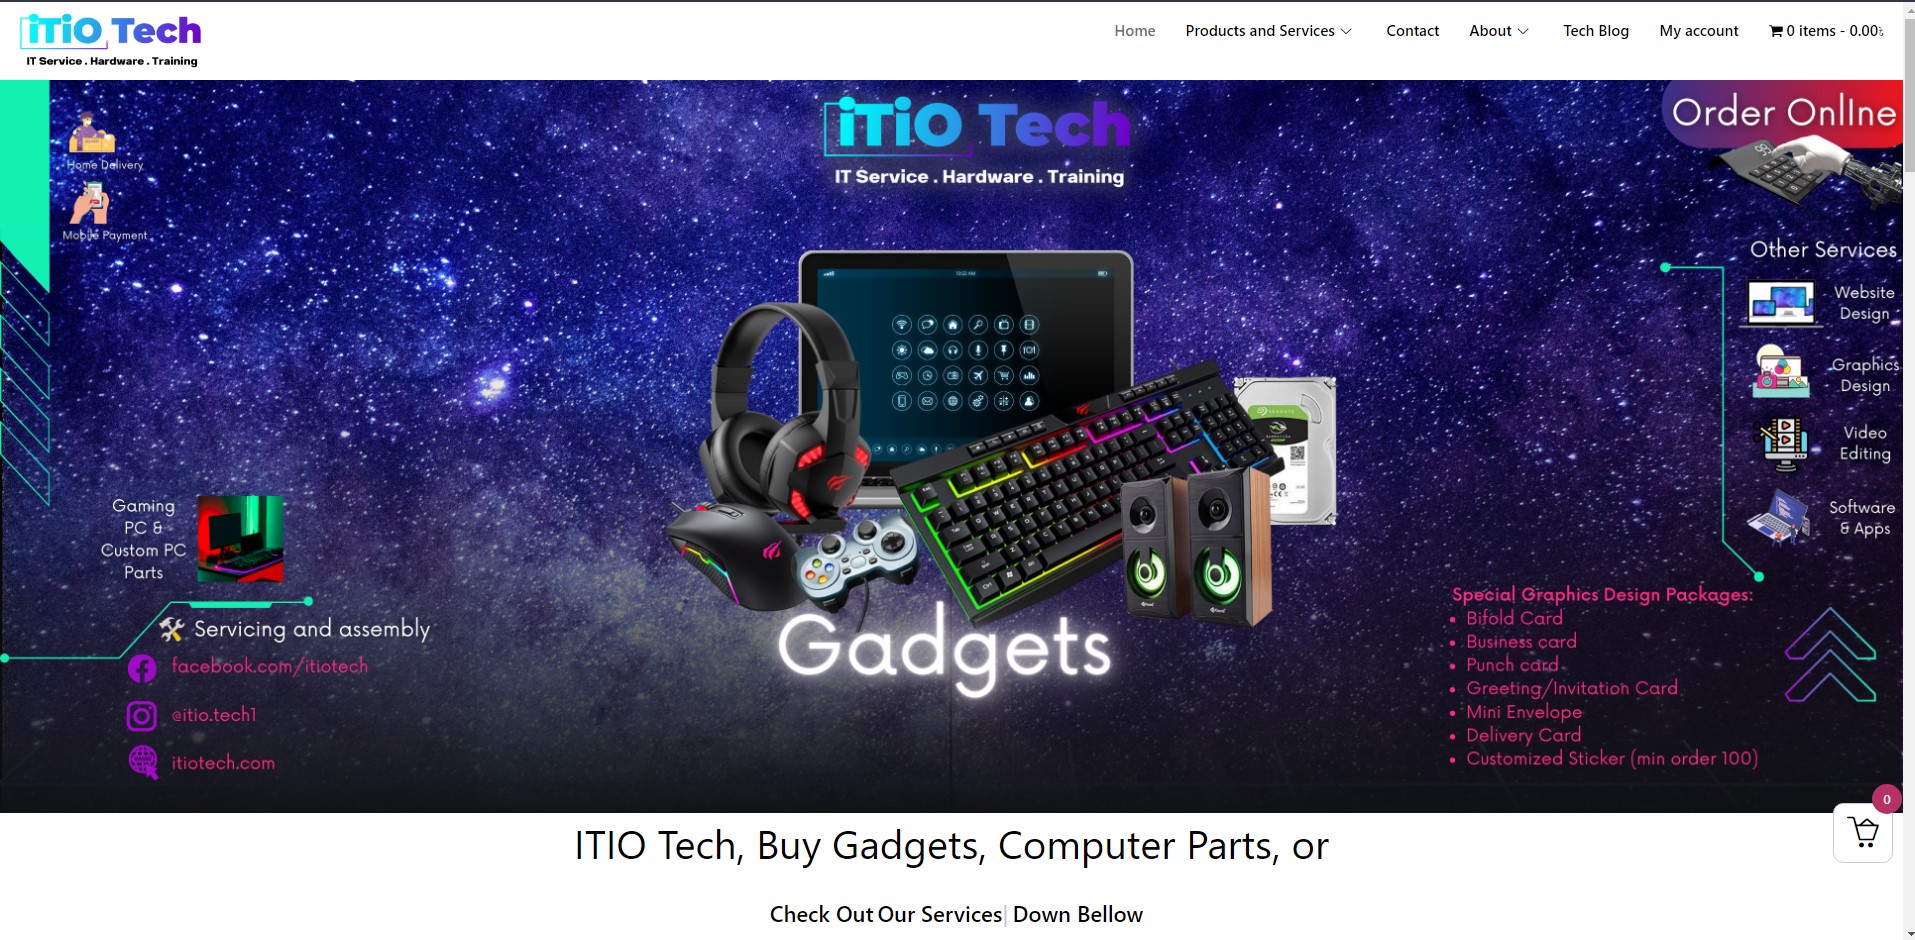 iTiO Tech
IT Service . Hardware . Training
Home
Products and Services
Contact
About
Tech Blog
My account
0 items - 0.00৳
Home Delivery
Mobile Payment
iTiO Tech
IT Service . Hardware . Training
Order OnlIne
Other Services
Website
Design
Graphics
Design
Video
Editing
Software
& Apps
Gaming
PC &
Custom PC
Parts
Servicing and assembly
facebook.com/itiotech
@itio.tech1
itiotech.com
Gadgets
Special Graphics Design Packages:
• Bifold Card
• Business card
• Punch card
• Greeting/Invitation Card
• Mini Envelope
• Delivery Card
• Customized Sticker (min order 100)
0
ITIO Tech, Buy Gadgets, Computer Parts, or
Check Out Our Services| Down Bellow